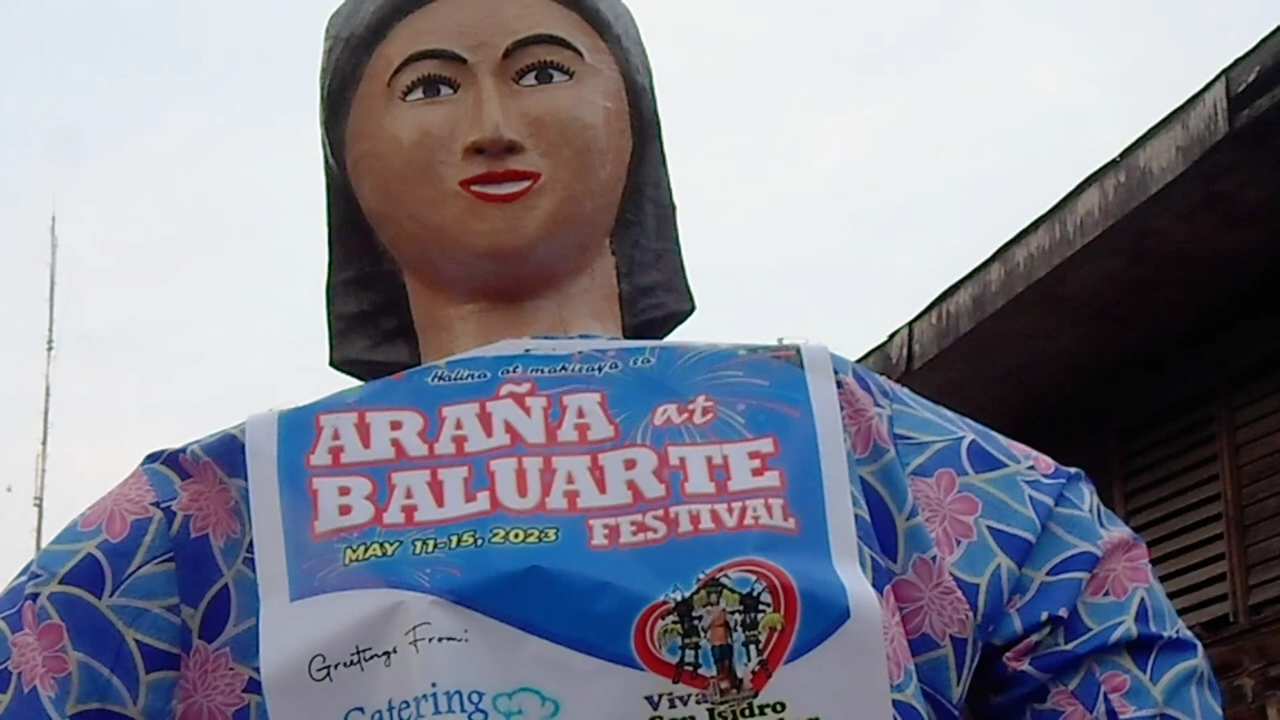 Halina at makisaya sa
ARAÑA at
BALUARTE
FESTIVAL
MAY 11-15, 2023
Greetings From:
Catering
Viva
San Isidro